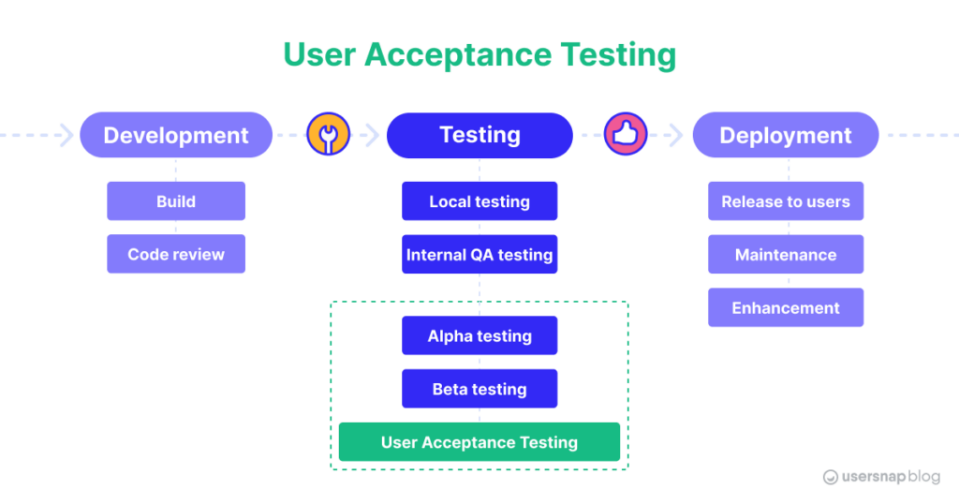 User Acceptance Testing
Development
Testing
Deployment
Build
Code review
Local testing
Internal QA testing
Alpha testing
Beta testing
User Acceptance Testing
Release to users
Maintenance
Enhancement
usersnap blog